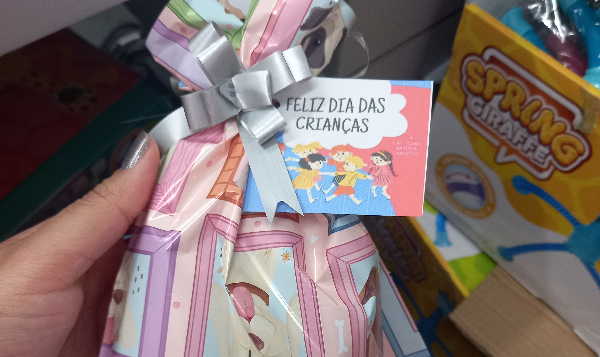 FELIZ DIA DAS
CRIANÇAS
SPRING
GIRAFFE